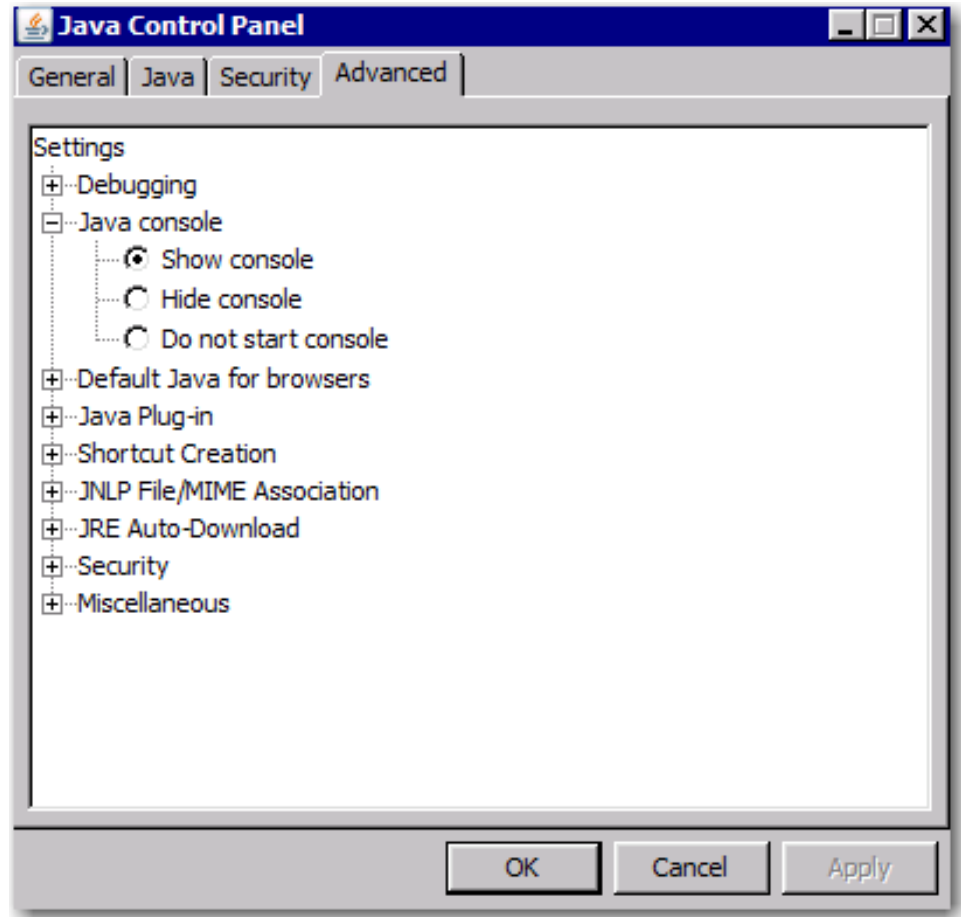 Java Control Panel
General Java Security Advanced
Settings
Debugging
Java console
Show console
Hide console
Do not start console
Default Java for browsers
Java Plug-in
Shortcut Creation
JNLP File/MIME Association
JRE Auto-Download
Security
Miscellaneous
OK Cancel Apply